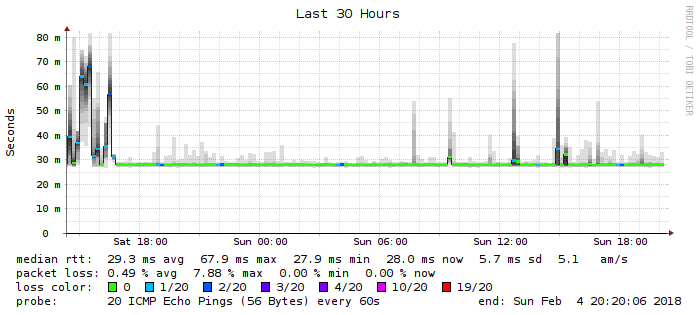 Last 30 Hours
RRDTOOL / TOBI OETIKER
Seconds
80 m
70 m
60 m
50 m
40 m
30 m
20 m
10 m
0
Sat 18:00 Sun 00:00 Sun 06:00 Sun 12:00 Sun 18:00
median rtt: 29.3 ms avg 67.9 ms max 27.9 ms min 28.0 ms now 5.7 ms sd 5.1 am/s
packet loss: 0.49 % avg 7.88 % max 0.00 % min 0.00 % now
loss color: 0 1/20 2/20 3/20 4/20 10/20 19/20
probe: 20 ICMP Echo Pings (56 Bytes) every 60s end: Sun Feb 4 20:20:06 2018